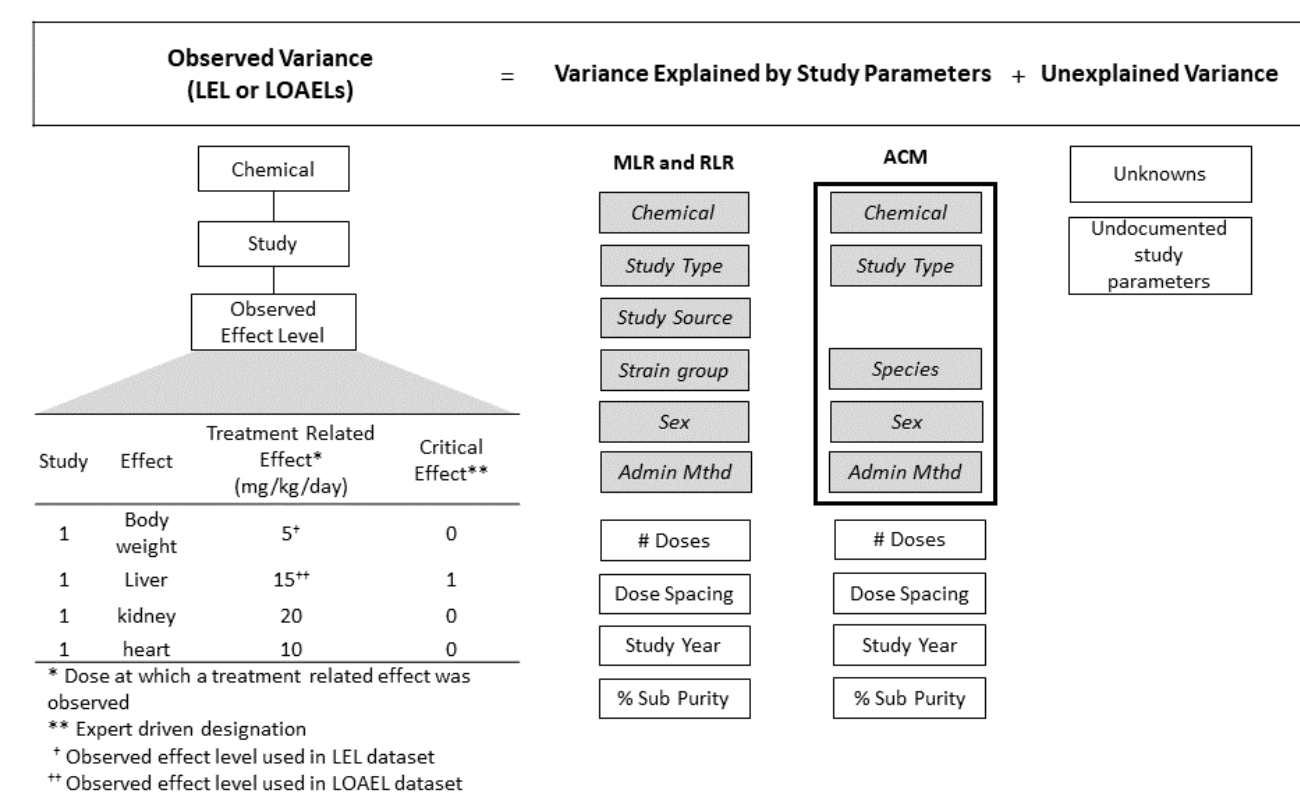 Observed Variance
(LEL or LOAELs)
= Variance Explained by Study Parameters + Unexplained Variance
Chemical
Study
Observed
Effect Level
Study Effect Treatment Related
Effect*
(mg/kg/day) Critical
Effect**
1 Body
weight 5⁺ 0
1 Liver 15⁺⁺ 1
1 kidney 20 0
1 heart 10 0
* Dose at which a treatment related effect was
observed
** Expert driven designation
⁺ Observed effect level used in LEL dataset
⁺⁺ Observed effect level used in LOAEL dataset
MLR and RLR
Chemical
Study Type
Study Source
Strain group
Sex
Admin Mthd
# Doses
Dose Spacing
Study Year
% Sub Purity
ACM
Chemical
Study Type
Species
Sex
Admin Mthd
# Doses
Dose Spacing
Study Year
% Sub Purity
Unknowns
Undocumented
study
parameters